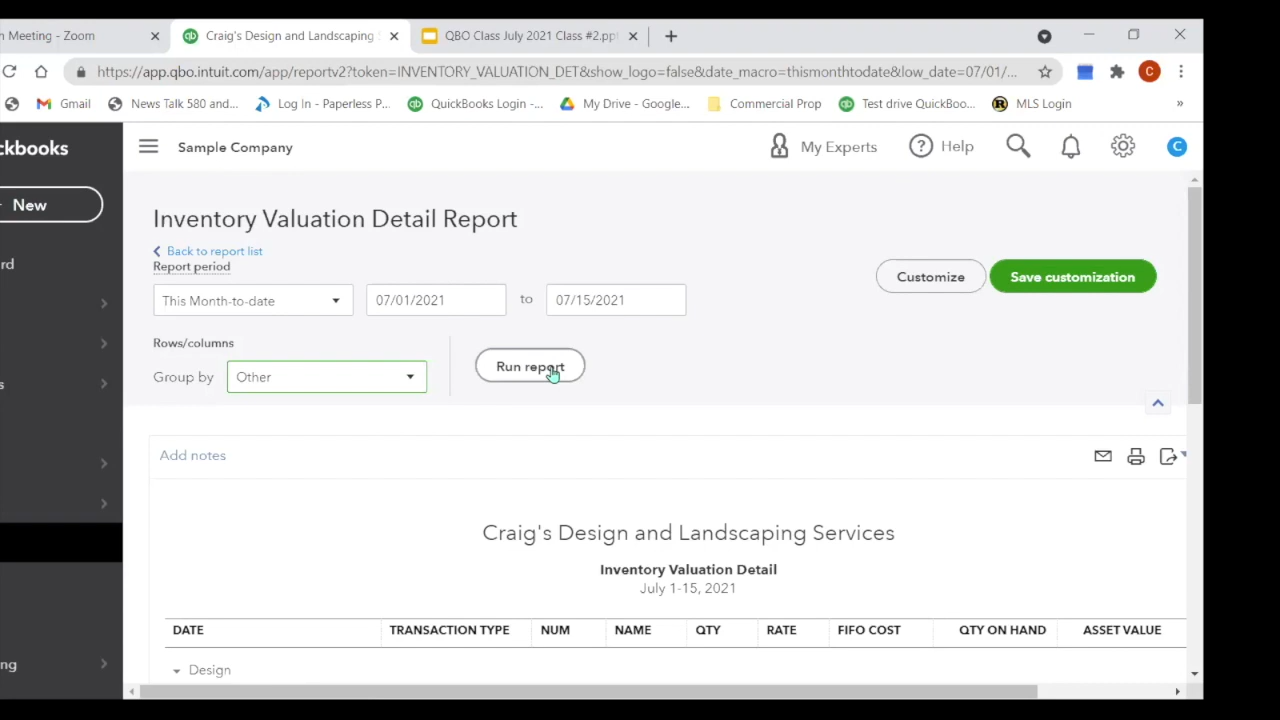 n Meeting - Zoom
Craig's Design and Landscaping S
QBO Class July 2021 Class #2.pp
https://app.qbo.intuit.com/app/reportv2?token=INVENTORY_VALUATION_DET&show_logo=false&date_macro=thismonthtodate&low_date=07/01/...
C
Gmail
News Talk 580 and...
Log In - Paperless P...
QuickBooks Login -...
My Drive - Google...
Commercial Prop
Test drive QuickBoo...
MLS Login
»
ckbooks
Sample Company
My Experts
Help
C
New
Inventory Valuation Detail Report
Back to report list
rd
Report period
Customize
Save customization
This Month-to-date
07/01/2021
to
07/15/2021
Rows/columns
Run report
Group by
Other
s
Add notes
Craig's Design and Landscaping Services
Inventory Valuation Detail
July 1-15, 2021
DATE TRANSACTION TYPE NUM NAME QTY RATE FIFO COST QTY ON HAND ASSET VALUE
ng
Design